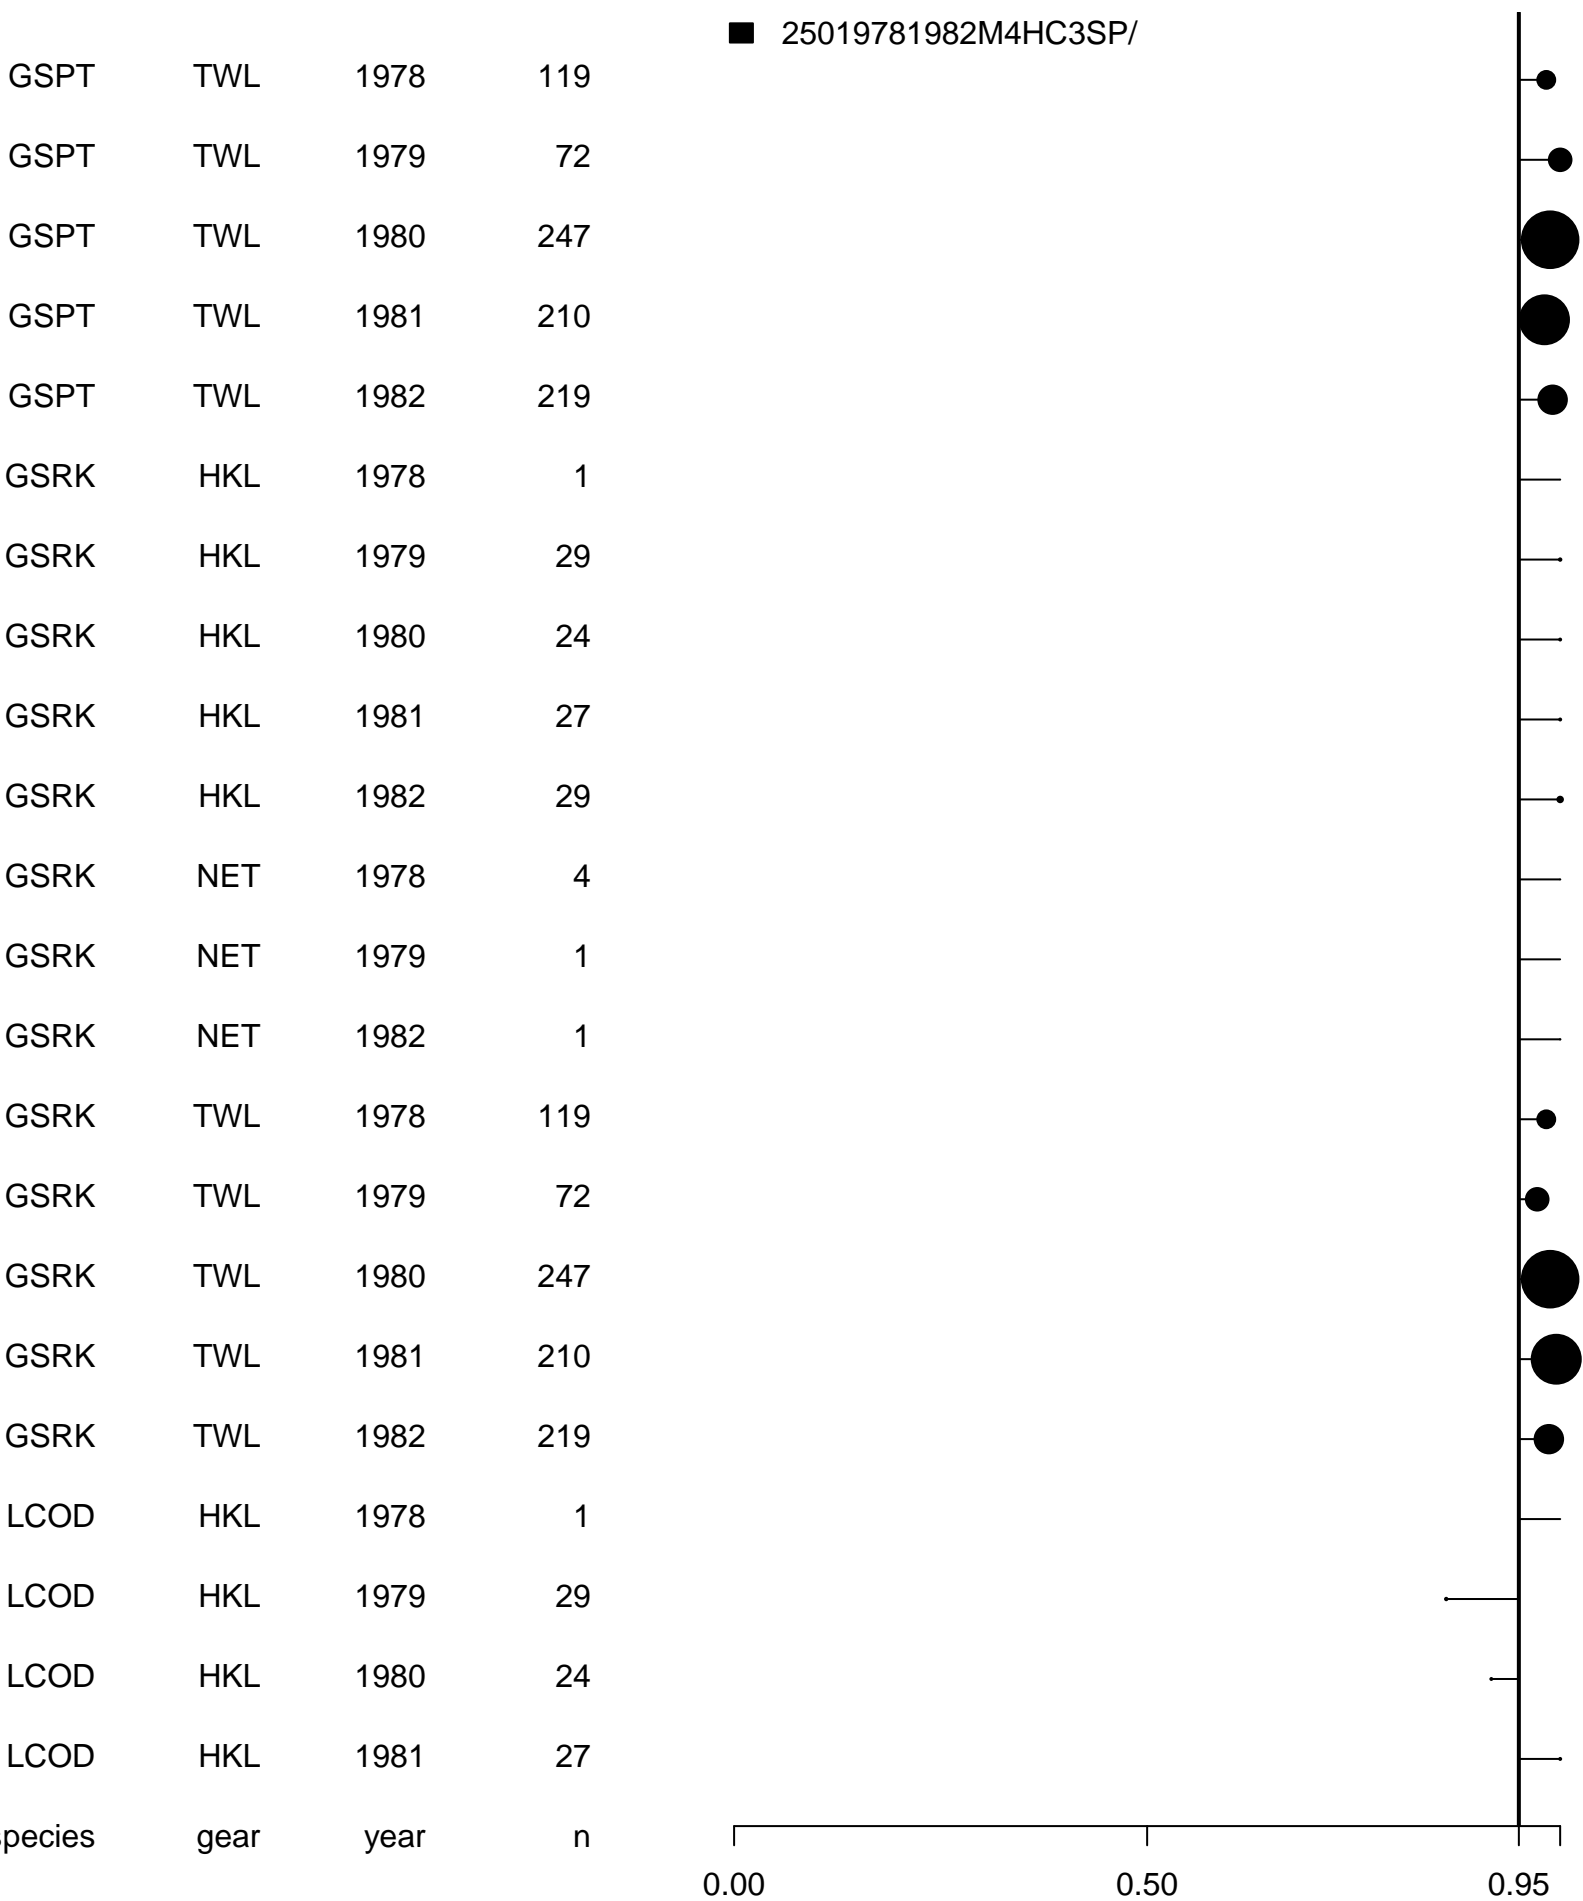 25019781982M4HC3SP/
GSPT TWL 1978 119
GSPT TWL 1979 72
GSPT TWL 1980 247
GSPT TWL 1981 210
GSPT TWL 1982 219
GSRK HKL 1978 1
GSRK HKL 1979 29
GSRK HKL 1980 24
GSRK HKL 1981 27
GSRK HKL 1982 29
GSRK NET 1978 4
GSRK NET 1979 1
GSRK NET 1982 1
GSRK TWL 1978 119
GSRK TWL 1979 72
GSRK TWL 1980 247
GSRK TWL 1981 210
GSRK TWL 1982 219
LCOD HKL 1978 1
LCOD HKL 1979 29
LCOD HKL 1980 24
LCOD HKL 1981 27
pecies gear year n
0.00 0.50 0.95